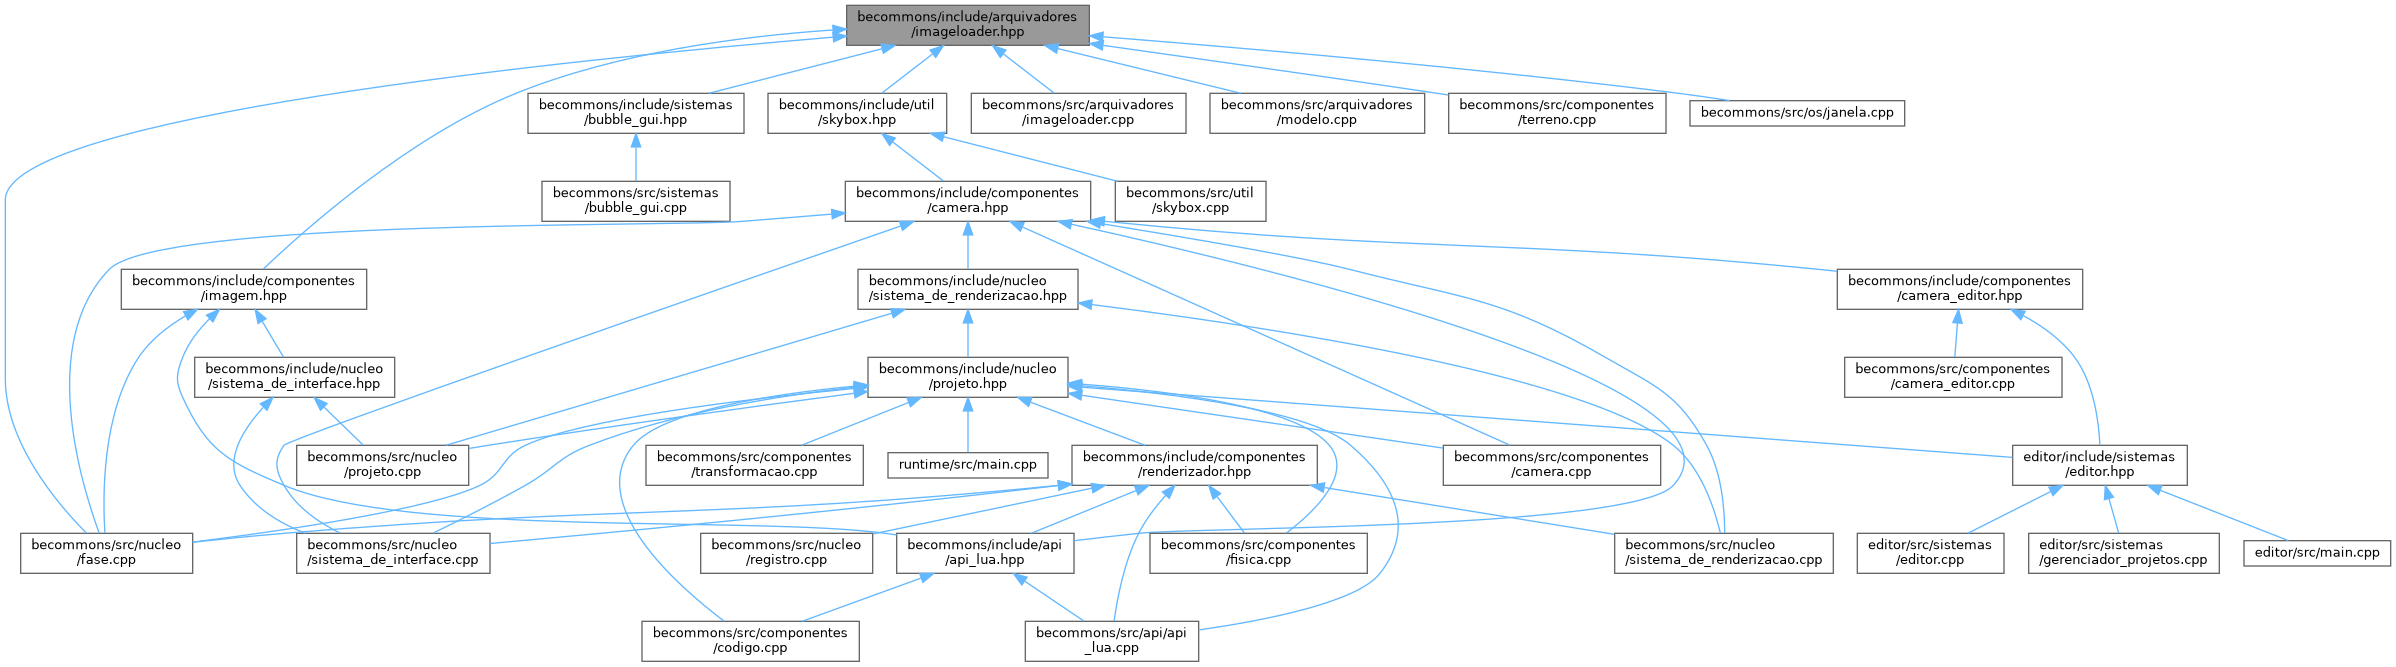 becommons/include/arquivadores
/imageloader.hpp
becommons/include/sistemas
/bubble_gui.hpp
becommons/include/util
/skybox.hpp
becommons/src/arquivadores
/imageloader.cpp
becommons/src/arquivadores
/modelo.cpp
becommons/src/componentes
/terreno.cpp
becommons/src/os/janela.cpp
becommons/src/sistemas
/bubble_gui.cpp
becommons/include/componentes
/camera.hpp
becommons/src/util
/skybox.cpp
becommons/include/componentes
/imagem.hpp
becommons/include/nucleo
/sistema_de_renderizacao.hpp
becommons/include/componentes
/camera_editor.hpp
becommons/include/nucleo
/sistema_de_interface.hpp
becommons/include/nucleo
/projeto.hpp
becommons/src/componentes
/camera_editor.cpp
becommons/src/nucleo
/projeto.cpp
becommons/src/componentes
/transformacao.cpp
runtime/src/main.cpp
becommons/include/componentes
/renderizador.hpp
becommons/src/componentes
/camera.cpp
editor/include/sistemas
/editor.hpp
becommons/src/nucleo
/fase.cpp
becommons/src/nucleo
/sistema_de_interface.cpp
becommons/src/nucleo
/registro.cpp
becommons/include/api
/api_lua.hpp
becommons/src/componentes
/fisica.cpp
becommons/src/nucleo
/sistema_de_renderizacao.cpp
editor/src/sistemas
/editor.cpp
editor/src/sistemas
/gerenciador_projetos.cpp
editor/src/main.cpp
becommons/src/componentes
/codigo.cpp
becommons/src/api/api
_lua.cpp